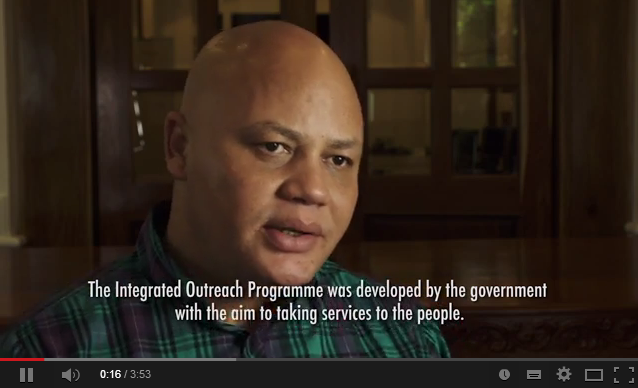 The Integrated Outreach Programme was developed by the government
with the aim to taking services to the people.
0:16 / 3:53